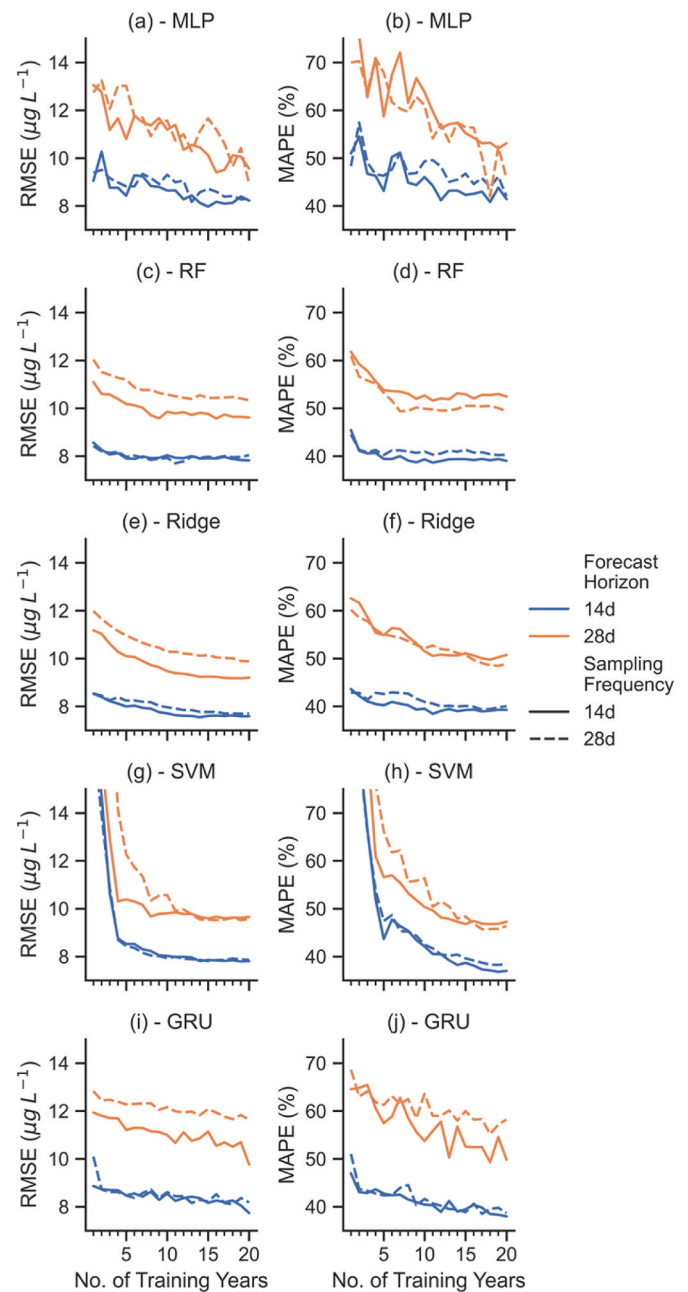 (a) - MLP
(b) - MLP
RMSE (µg L⁻¹)
14
12
10
8
MAPE (%)
70
60
50
40
(c) - RF
(d) - RF
RMSE (µg L⁻¹)
14
12
10
8
MAPE (%)
70
60
50
40
(e) - Ridge
(f) - Ridge
RMSE (µg L⁻¹)
14
12
10
8
MAPE (%)
70
60
50
40
Forecast
Horizon
14d
28d
Sampling
Frequency
14d
28d
(g) - SVM
(h) - SVM
RMSE (µg L⁻¹)
14
12
10
8
MAPE (%)
70
60
50
40
(i) - GRU
(j) - GRU
RMSE (µg L⁻¹)
14
12
10
8
MAPE (%)
70
60
50
40
5 10 15 20
5 10 15 20
No. of Training Years
No. of Training Years